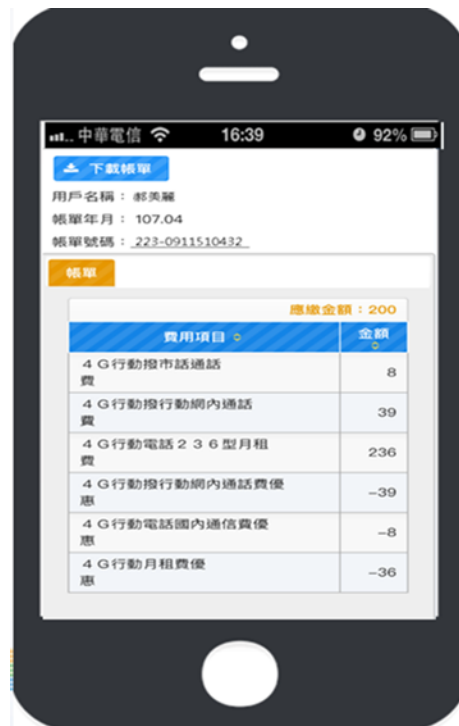 中華電信 16:39 92%
下載帳單
用戶名稱：郝美麗
帳單年月：107.04
帳單號碼：223-0911510432
帳單
應繳金額：200
費用項目 金額
4G行動撥市話通話
費 8
4G行動撥行動網內通話
費 39
4G行動電話236型月租
費 236
4G行動撥行動網內通話費優
惠 -39
4G行動電話國內通信費優
惠 -8
4G行動月租費優
惠 -36